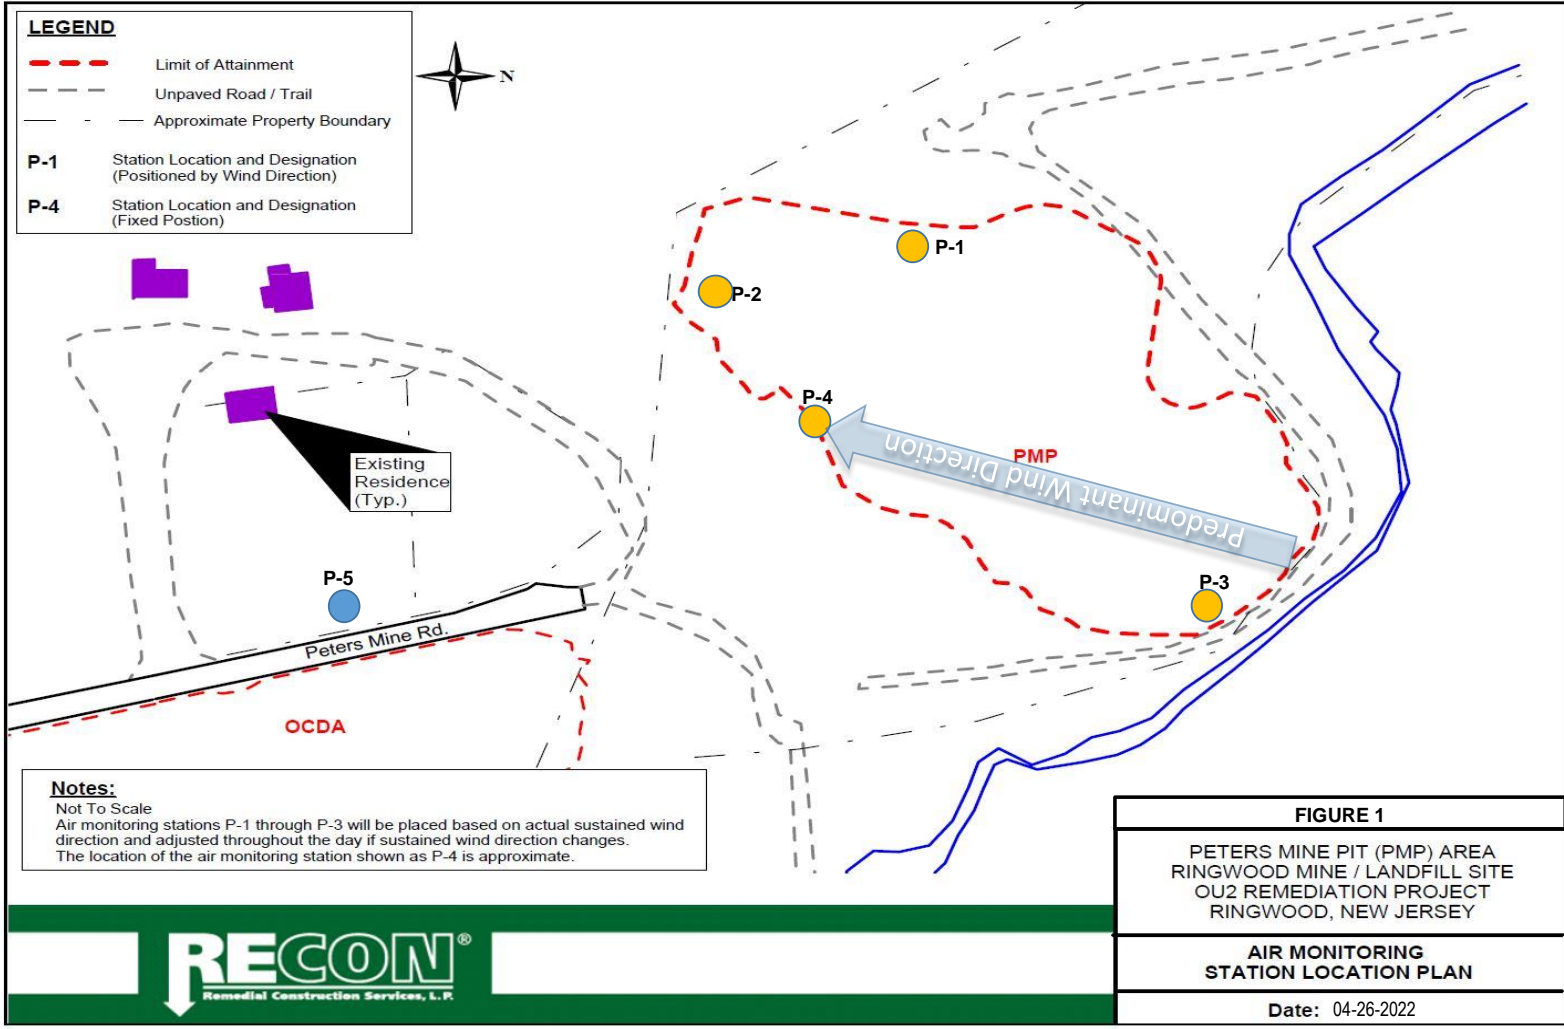 LEGEND
Limit of Attainment
Unpaved Road / Trail
Approximate Property Boundary
P-1
Station Location and Designation
(Positioned by Wind Direction)
P-4
Station Location and Designation
(Fixed Postion)
N
P-1
P-2
P-4
PMP
Predominant Wind Direction
P-3
Existing
Residence
(Typ.)
P-5
Peters Mine Rd.
OCDA
Notes:
Not To Scale
Air monitoring stations P-1 through P-3 will be placed based on actual sustained wind
direction and adjusted throughout the day if sustained wind direction changes.
The location of the air monitoring station shown as P-4 is approximate.
FIGURE 1
PETERS MINE PIT (PMP) AREA
RINGWOOD MINE / LANDFILL SITE
OU2 REMEDIATION PROJECT
RINGWOOD, NEW JERSEY
AIR MONITORING
STATION LOCATION PLAN
Date: 04-26-2022
RECON®
Remedial Construction Services, L.P.